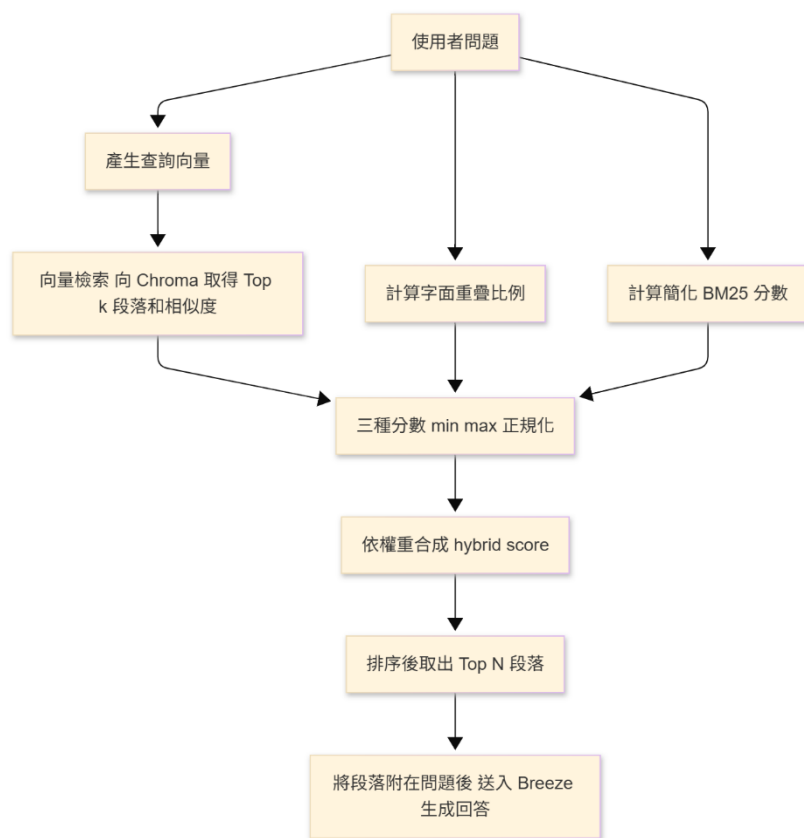 使用者問題
產生查詢向量
向量檢索 向 Chroma 取得 Top
k 段落和相似度
計算字面重疊比例
計算簡化 BM25 分數
三種分數 min max 正規化
依權重合成 hybrid score
排序後取出 Top N 段落
將段落附在問題後 送入 Breeze
生成回答